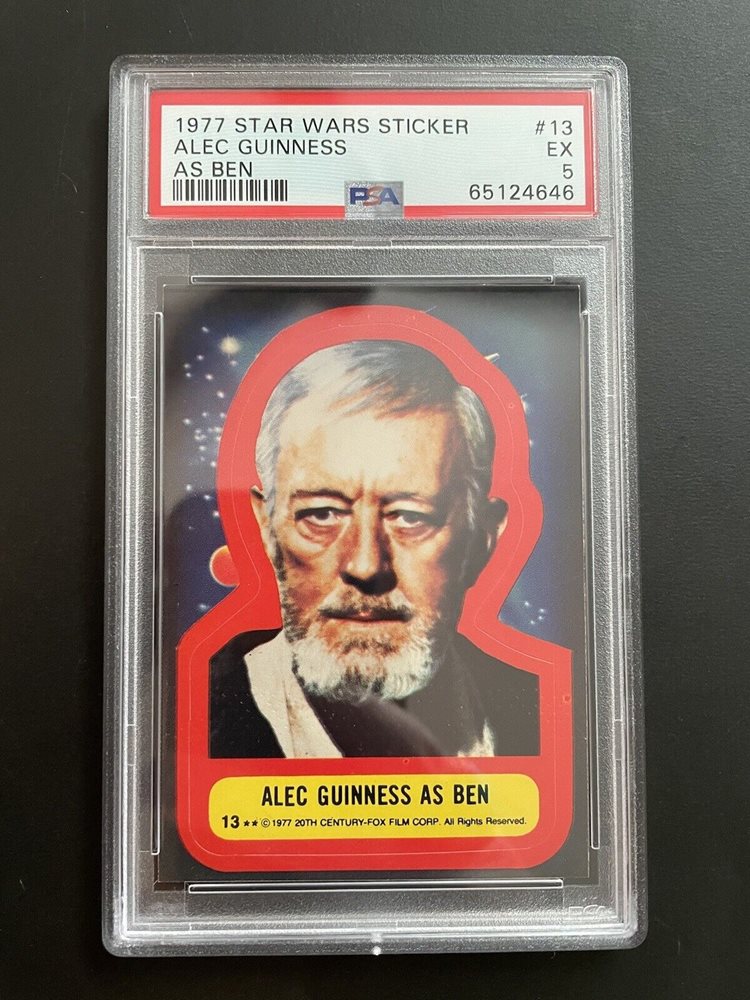 1977 STAR WARS STICKER #13
ALEC GUINNESS EX
AS BEN 5
PSA 65124646
ALEC GUINNESS AS BEN
13 ★★ © 1977 20TH CENTURY-FOX FILM CORP. All Rights Reserved.